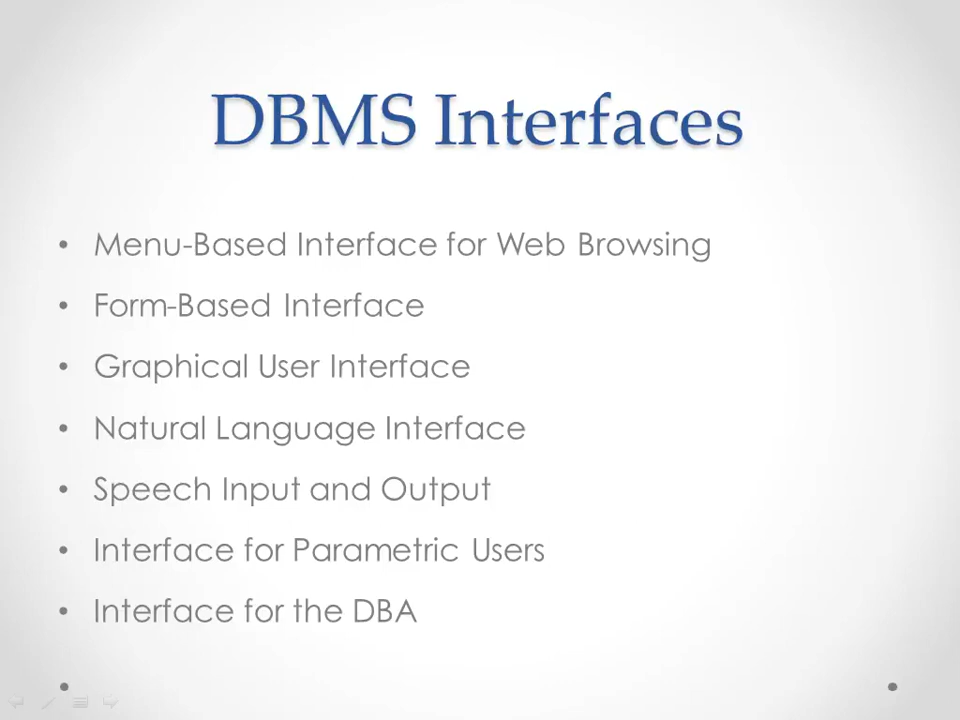 DBMS Interfaces
• Menu-Based Interface for Web Browsing
• Form-Based Interface
• Graphical User Interface
• Natural Language Interface
• Speech Input and Output
• Interface for Parametric Users
• Interface for the DBA